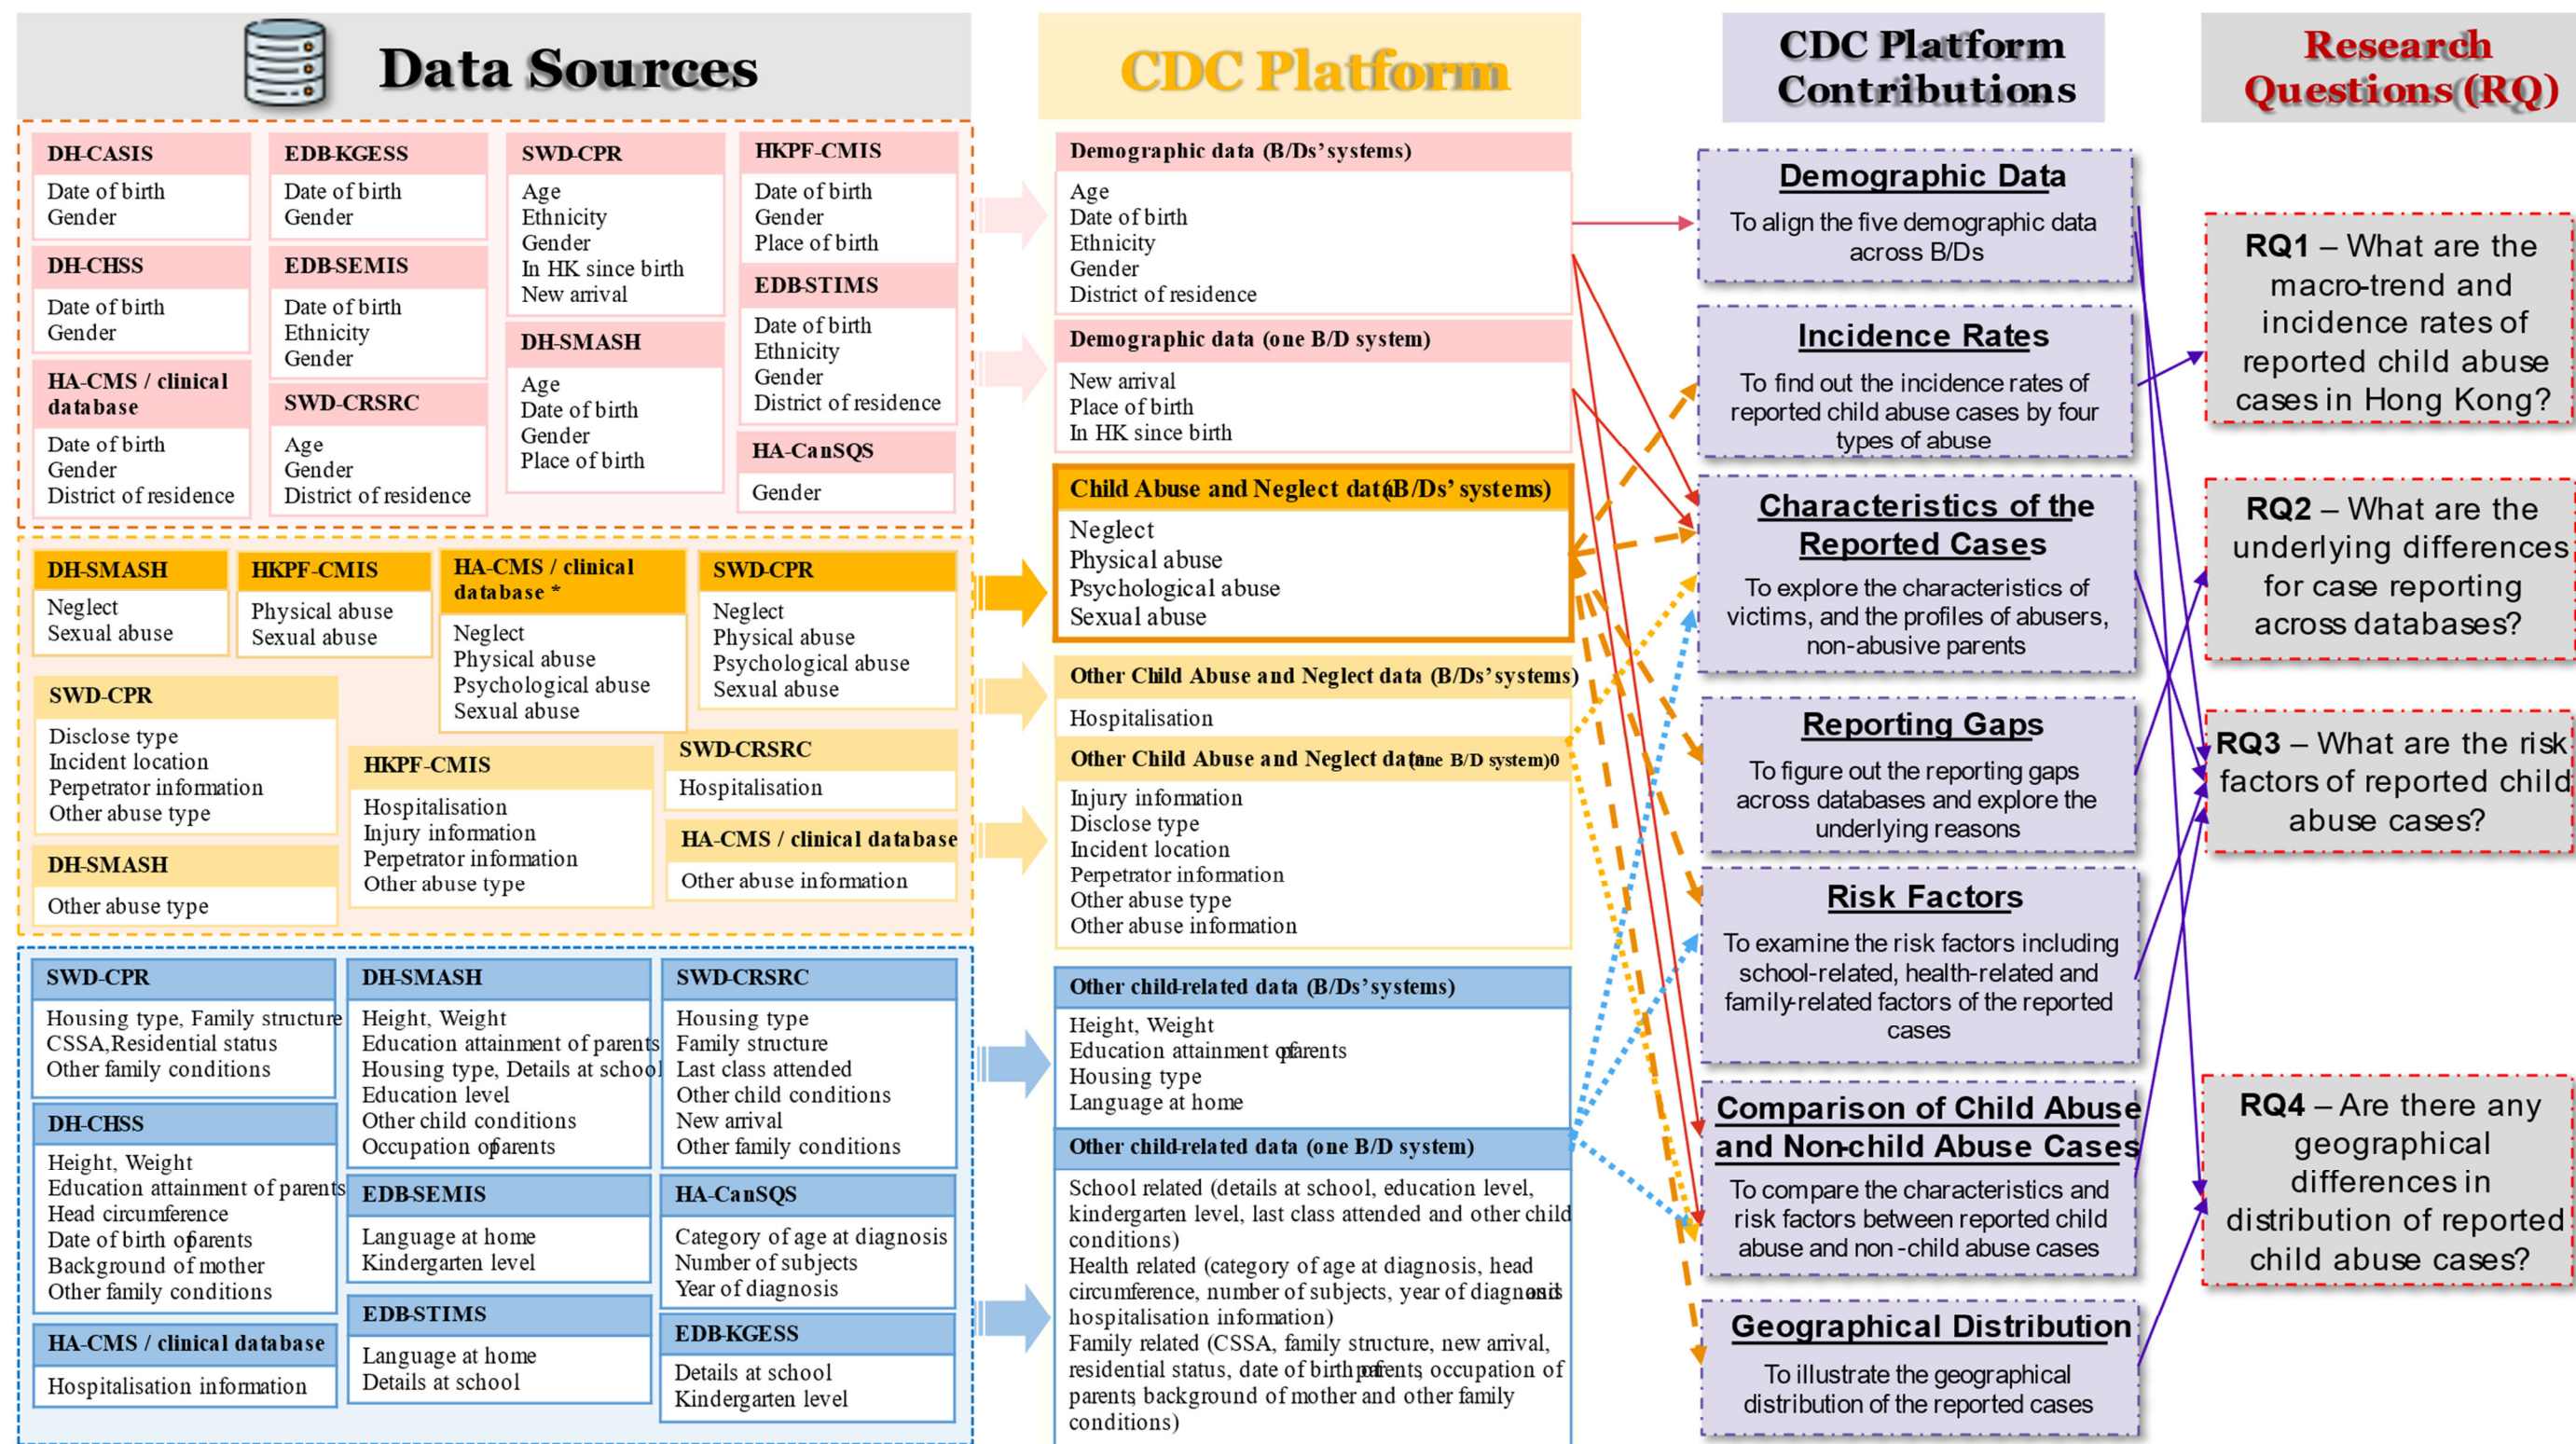 Data Sources
CDC Platform
CDC Platform
Contributions
Research
Questions (RQ)
DH-CASIS
Date of birth
Gender
DH-CHSS
Date of birth
Gender
HA-CMS / clinical
database
Date of birth
Gender
District of residence
EDB-KGESS
Date of birth
Gender
EDB-SEMIS
Date of birth
Ethnicity
Gender
SWD-CRSRC
Age
Gender
District of residence
SWD-CPR
Age
Ethnicity
Gender
In HK since birth
New arrival
DH-SMASH
Age
Date of birth
Gender
Place of birth
HKPF-CMIS
Date of birth
Gender
Place of birth
EDB-STIMS
Date of birth
Ethnicity
Gender
District of residence
HA-CanSQS
Gender
DH-SMASH
Neglect
Sexual abuse
HKPF-CMIS
Physical abuse
Sexual abuse
HA-CMS / clinical
database *
Neglect
Physical abuse
Psychological abuse
Sexual abuse
SWD-CPR
Neglect
Physical abuse
Psychological abuse
Sexual abuse
SWD-CPR
Disclose type
Incident location
Perpetrator information
Other abuse type
DH-SMASH
Other abuse type
HKPF-CMIS
Hospitalisation
Injury information
Perpetrator information
Other abuse type
SWD-CRSRC
Hospitalisation
HA-CMS / clinical database
Other abuse information
SWD-CPR
Housing type, Family structure
CSSA,Residential status
Other family conditions
DH-CHSS
Height, Weight
Education attainment of parents
Head circumference
Date of birth of parents
Background of mother
Other family conditions
HA-CMS / clinical database
Hospitalisation information
DH-SMASH
Height, Weight
Education attainment of parents
Housing type, Details at school
Education level
Other child conditions
Occupation of parents
EDB-SEMIS
Language at home
Kindergarten level
EDB-STIMS
Language at home
Details at school
SWD-CRSRC
Housing type
Family structure
Last class attended
Other child conditions
New arrival
Other family conditions
HA-CanSQS
Category of age at diagnosis
Number of subjects
Year of diagnosis
EDB-KGESS
Details at school
Kindergarten level
Demographic data (B/Ds' systems)
Age
Date of birth
Ethnicity
Gender
District of residence
Demographic data (one B/D system)
New arrival
Place of birth
In HK since birth
Child Abuse and Neglect data (B/Ds' systems)
Neglect
Physical abuse
Psychological abuse
Sexual abuse
Other Child Abuse and Neglect data (B/Ds' systems)
Hospitalisation
Other Child Abuse and Neglect data (one B/D system)0
Injury information
Disclose type
Incident location
Perpetrator information
Other abuse type
Other abuse information
Other child-related data (B/Ds' systems)
Height, Weight
Education attainment of parents
Housing type
Language at home
Other child-related data (one B/D system)
School related (details at school, education level,
kindergarten level, last class attended and other child
conditions)
Health related (category of age at diagnosis, head
circumference, number of subjects, year of diagnosis and
hospitalisation information)
Family related (CSSA, family structure, new arrival,
residential status, date of birth of parents, occupation of
parents, background of mother and other family
conditions)
Demographic Data
To align the five demographic data
across B/Ds
Incidence Rates
To find out the incidence rates of
reported child abuse cases by four
types of abuse
Characteristics of the
Reported Cases
To explore the characteristics of
victims, and the profiles of abusers,
non-abusive parents
Reporting Gaps
To figure out the reporting gaps
across databases and explore the
underlying reasons
Risk Factors
To examine the risk factors including
school-related, health-related and
family-related factors of the reported
cases
Comparison of Child Abuse
and Non-child Abuse Cases
To compare the characteristics and
risk factors between reported child
abuse and non -child abuse cases
Geographical Distribution
To illustrate the geographical
distribution of the reported cases
RQ1 – What are the
macro-trend and
incidence rates of
reported child abuse
cases in Hong Kong?
RQ2 – What are the
underlying differences
for case reporting
across databases?
RQ3 – What are the risk
factors of reported child
abuse cases?
RQ4 – Are there any
geographical
differences in
distribution of reported
child abuse cases?